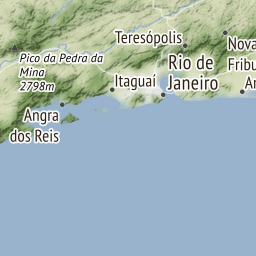 Teresópolis
Nova
Fribu
Rio de
Janeiro
Pico da Pedra da
Mina
2798m
Itaguaí
Ar
Angra
dos Reis